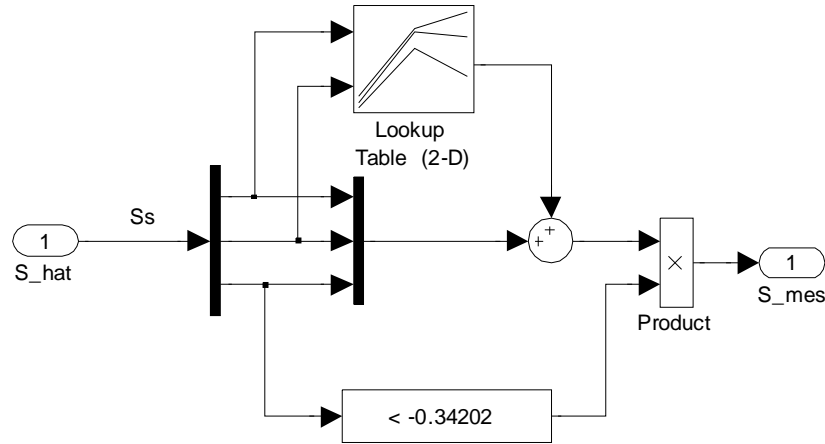 Lookup
Table (2-D)
Ss
1
S_hat
+
+
×
Product
1
S_mes
< -0.34202